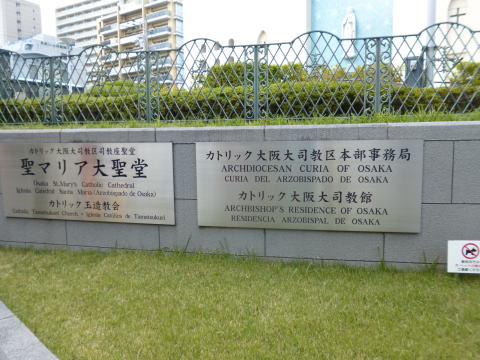 カトリック大阪大司教区司教座聖堂
聖マリア大聖堂
Osaka St. Mary's Catholic Cathedral
Iglesia Catedral Santa Maria (Arzobispado de Osaka)
カトリック玉造教会
Catholic Tamatsukuri Church • Iglesia Católica de Tamatsukuri
カトリック大阪大司教区本部事務局
ARCHDIOCESAN CURIA OF OSAKA
CURIA DEL ARZOBISPADO DE OSAKA
カトリック大阪大司教館
ARCHBISHOP'S RESIDENCE OF OSAKA
RESIDENCIA ARZOBISPAL DE OSAKA